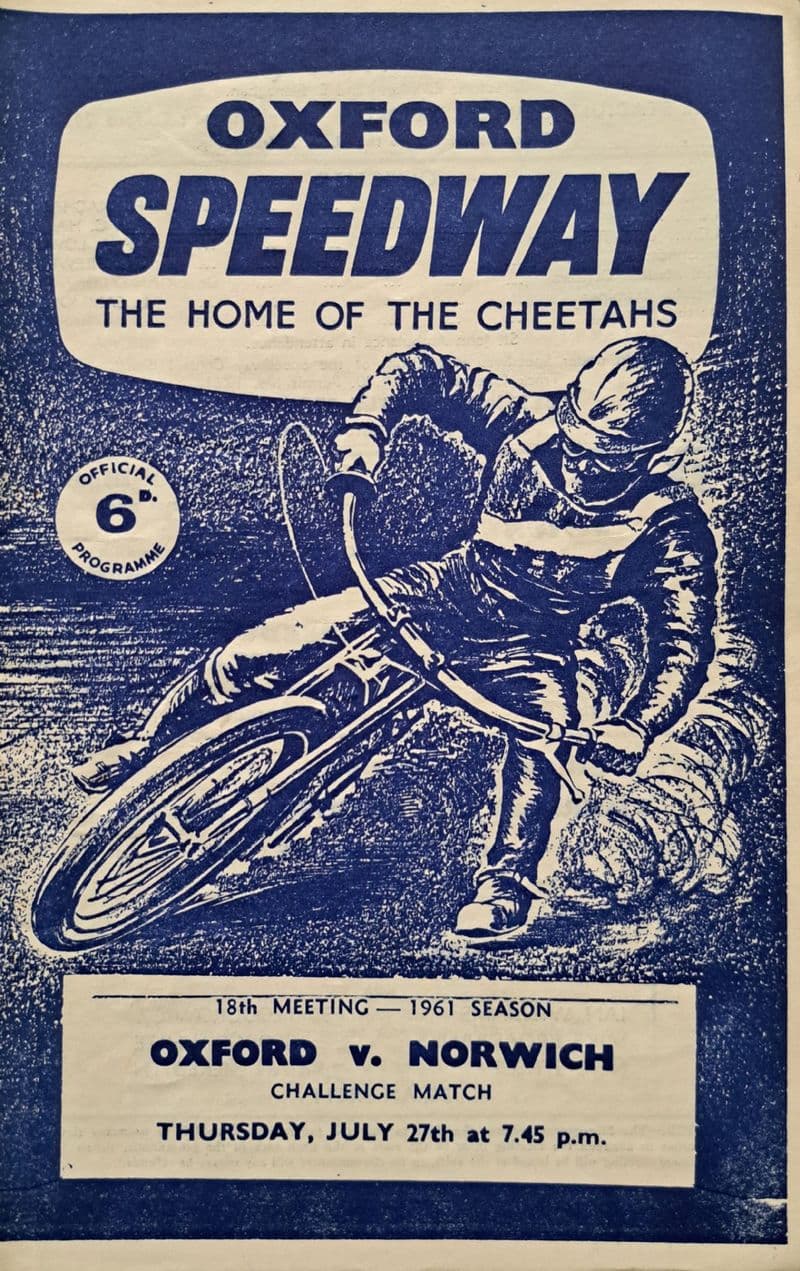 OXFORD
SPEEDWAY
THE HOME OF THE CHEETAHS
OFFICIAL
6D.
PROGRAMME
18th MEETING — 1961 SEASON
OXFORD v. NORWICH
CHALLENGE MATCH
THURSDAY, JULY 27th at 7.45 p.m.